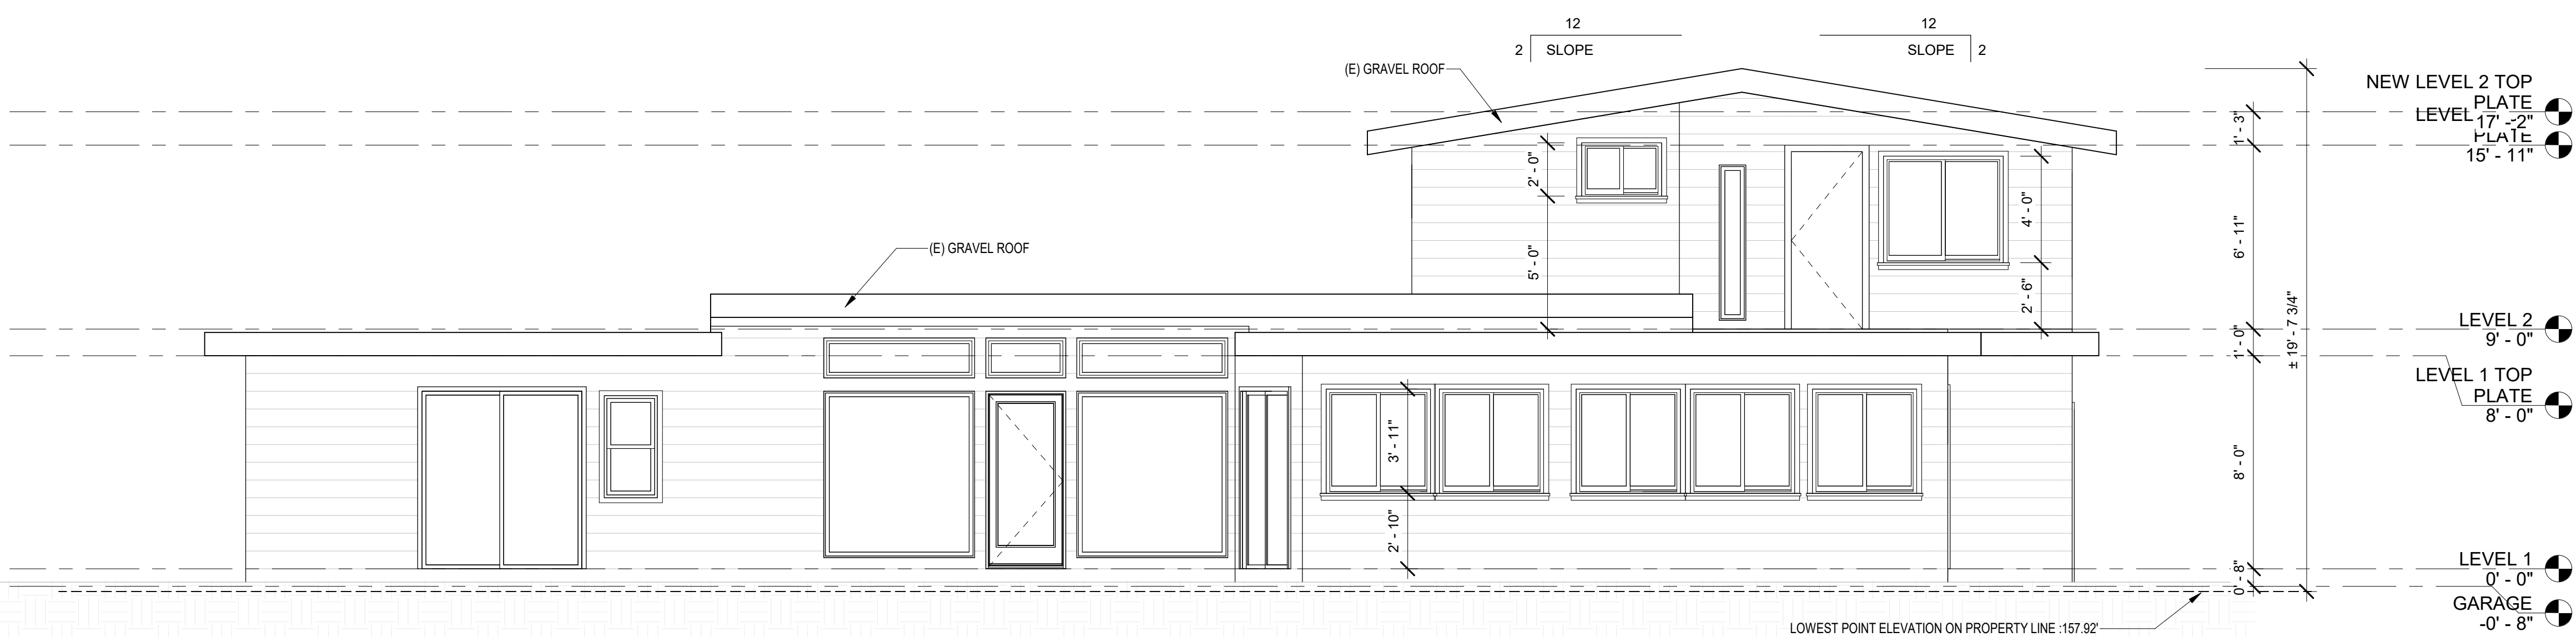 12
2 SLOPE
12
SLOPE 2
(E) GRAVEL ROOF
NEW LEVEL 2 TOP
PLATE
17' - 2"
LEVEL
PLATE
15' - 11"
1' - 3"
2' - 0"
4' - 0"
6' - 11"
(E) GRAVEL ROOF
5' - 0"
2' - 6"
± 19' - 7 3/4"
LEVEL 2
9' - 0"
1' - 0"
LEVEL 1 TOP
PLATE
8' - 0"
3' - 11"
8' - 0"
2' - 10"
LEVEL 1
0' - 0"
0' - 8"
GARAGE
-0' - 8"
LOWEST POINT ELEVATION ON PROPERTY LINE :157.92'